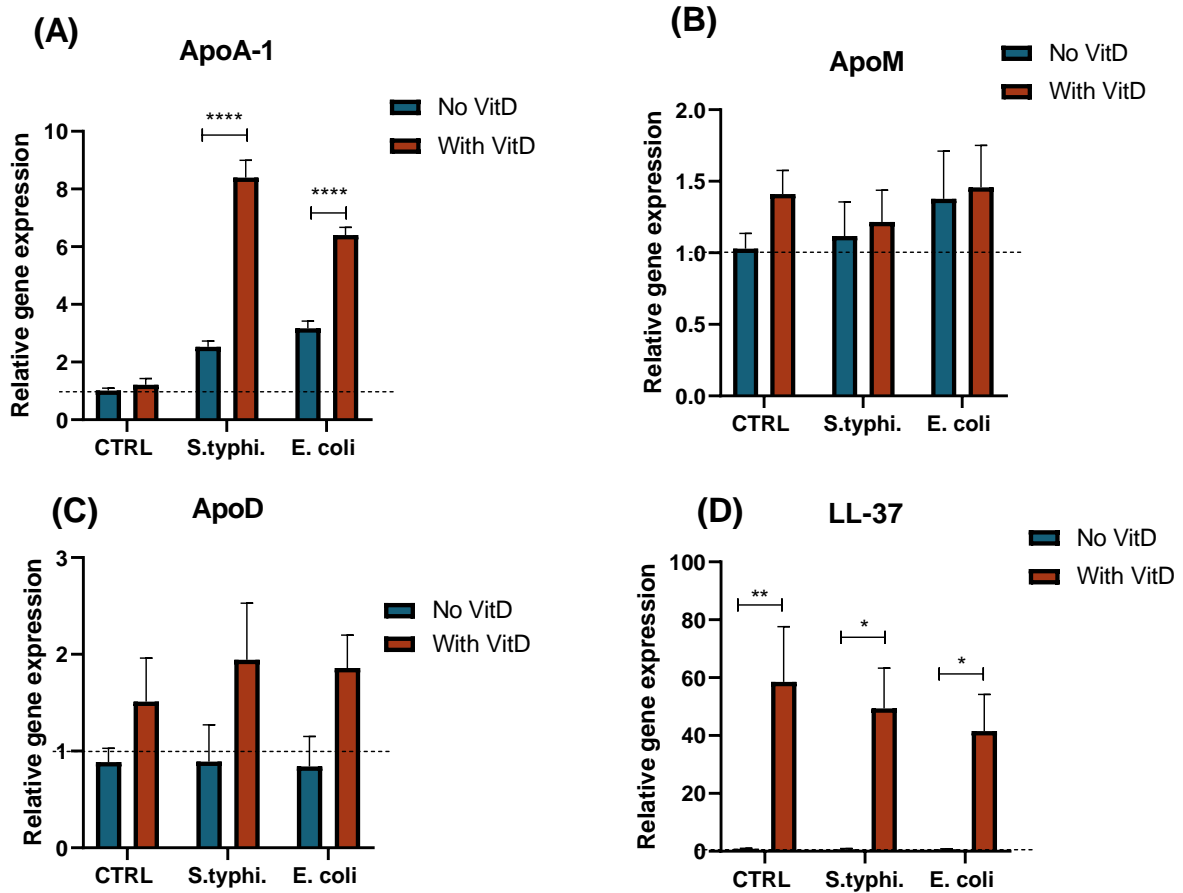 (A)
ApoA-1
No VitD
With VitD
Relative gene expression
10
8
6
4
2
0
****
****
CTRL
S.typhi.
E. coli
(B)
ApoM
No VitD
With VitD
Relative gene expression
2.0
1.5
1.0
0.5
0.0
CTRL
S.typhi.
E. coli
(C)
ApoD
No VitD
With VitD
Relative gene expression
3
2
1
0
CTRL
S.typhi.
E. coli
(D)
LL-37
No VitD
With VitD
Relative gene expression
100
80
60
40
20
0
**
*
*
CTRL
S.typhi.
E. coli